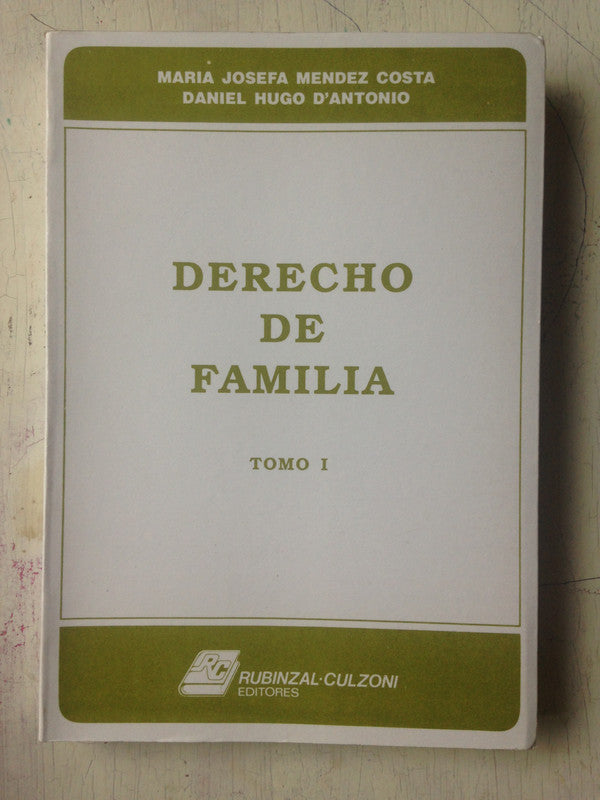 MARIA JOSEFA MENDEZ COSTA
DANIEL HUGO D'ANTONIO
DERECHO
DE
FAMILIA
TOMO I
RC
RUBINZAL·CULZONI
EDITORES